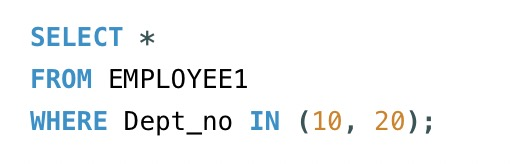 SELECT *
FROM EMPLOYEE1
WHERE Dept_no IN (10, 20);